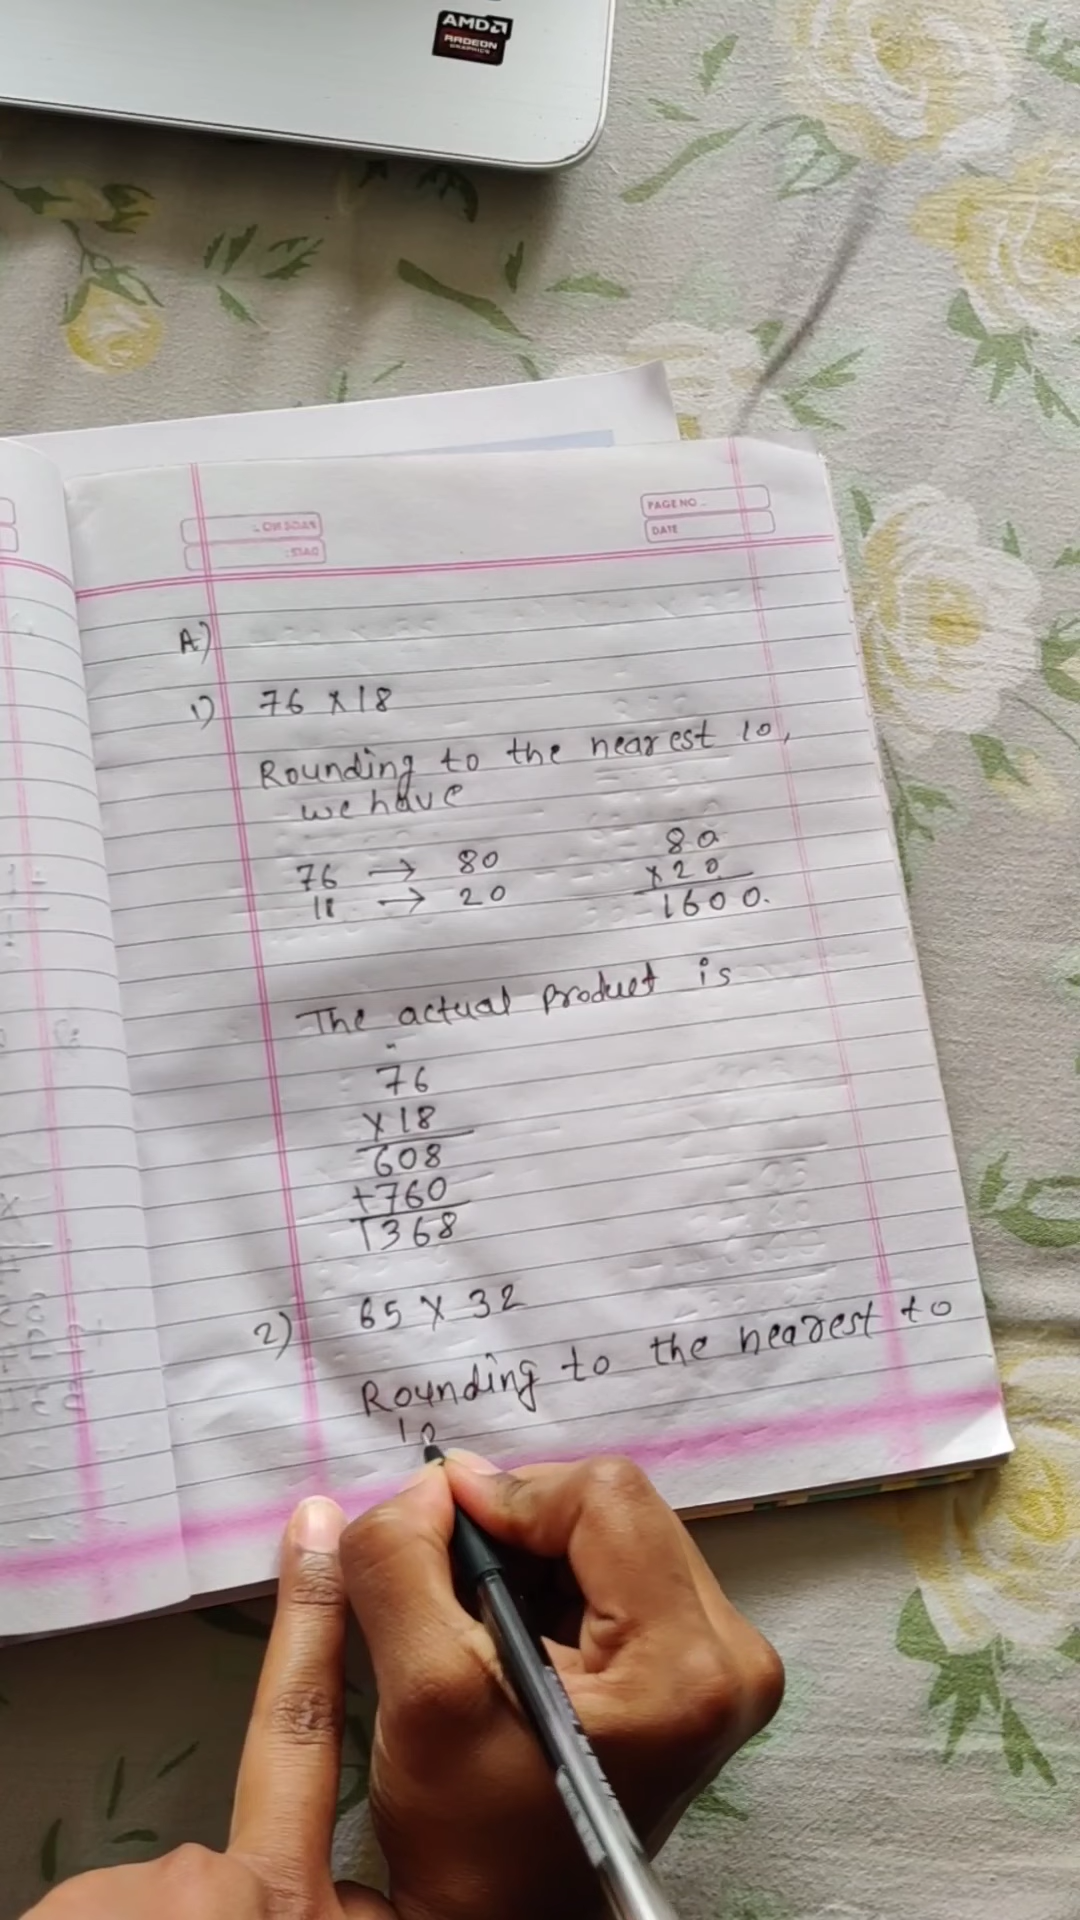 AMD
RADEON
GRAPHICS
PAGE NO.
DATE
A)
1) 76 x 18
Rounding to the nearest 10,
we have
76 → 80
18 → 20
80
x 20
1600.
The actual product is
76
x 18
608
+760
1368
2) 65 x 32
Rounding to the nearest to
10